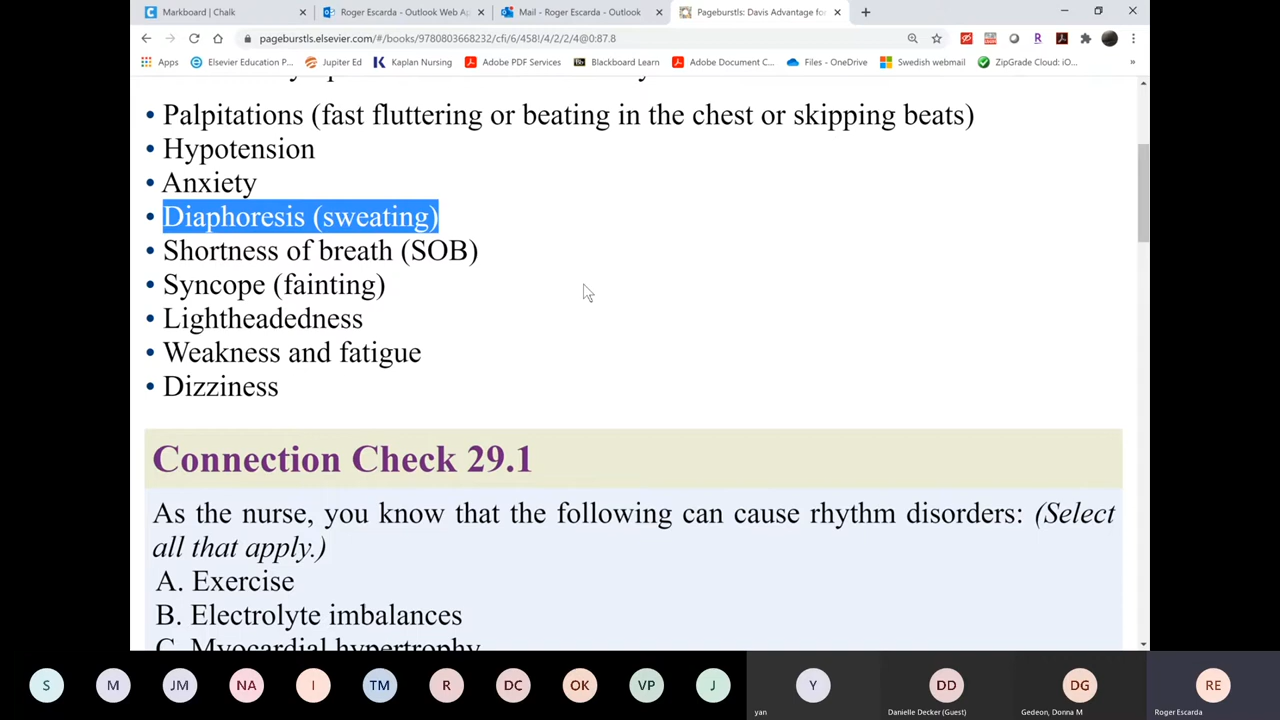 Markboard | Chalk
Roger Escarda - Outlook Web Ap
Mail - Roger Escarda - Outlook
Pageburstls: Davis Advantage for
pageburstls.elsevier.com/#/books/9780803668232/cfi/6/458!/4/2/2/4@0:87.8
Apps
Elsevier Education P...
Jupiter Ed
Kaplan Nursing
Adobe PDF Services
Blackboard Learn
Adobe Document C...
Files - OneDrive
Swedish webmail
ZipGrade Cloud: iO...
• Palpitations (fast fluttering or beating in the chest or skipping beats)
• Hypotension
• Anxiety
• Diaphoresis (sweating)
• Shortness of breath (SOB)
• Syncope (fainting)
• Lightheadedness
• Weakness and fatigue
• Dizziness
Connection Check 29.1
As the nurse, you know that the following can cause rhythm disorders: (Select
all that apply.)
A. Exercise
B. Electrolyte imbalances
C. Myocardial hypertrophy
S M JM NA I TM R DC OK VP J Y DD DG RE
yan
Danielle Decker (Guest)
Gedeon, Donna M
Roger Escarda